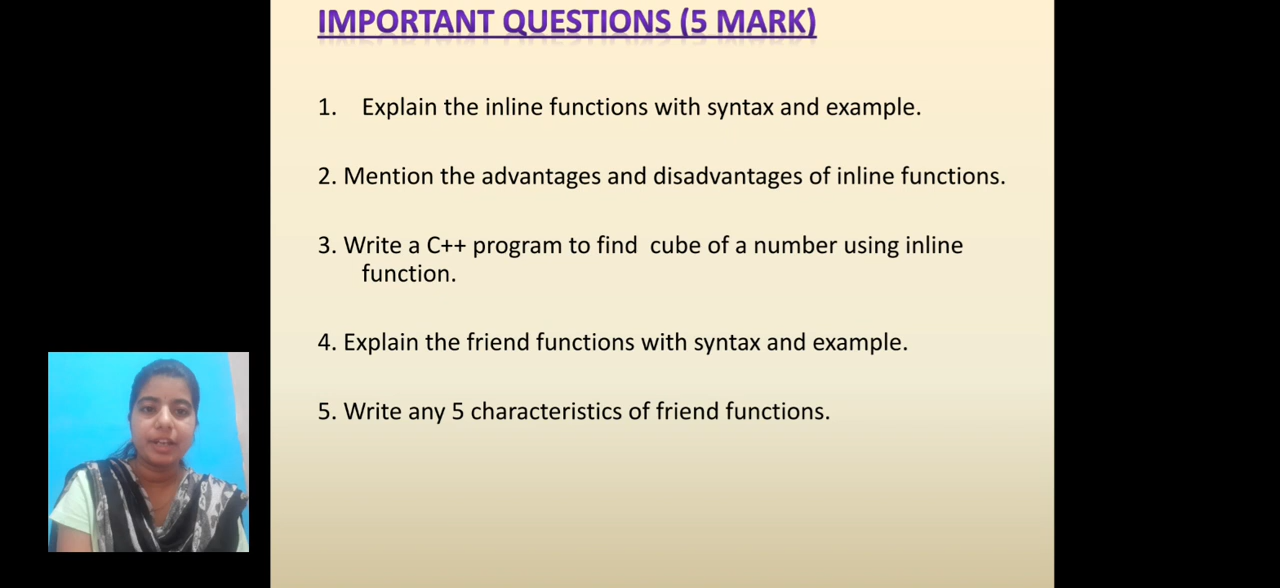 IMPORTANT QUESTIONS (5 MARK)
1. Explain the inline functions with syntax and example.
2. Mention the advantages and disadvantages of inline functions.
3. Write a C++ program to find cube of a number using inline
function.
4. Explain the friend functions with syntax and example.
5. Write any 5 characteristics of friend functions.